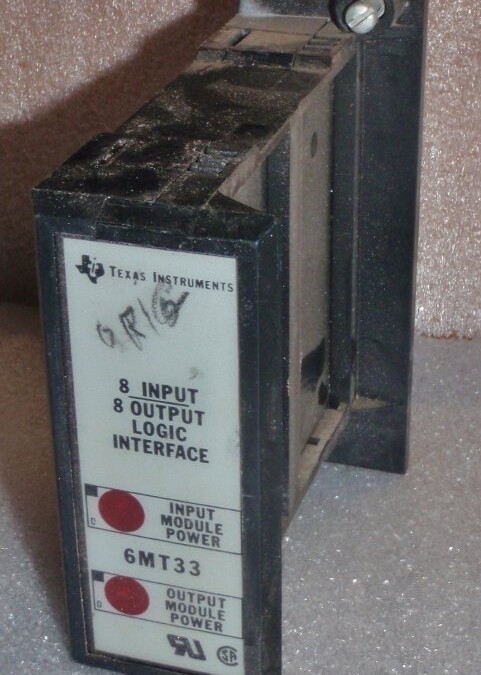 TEXAS INSTRUMENTS
ORIG
8 INPUT
8 OUTPUT
LOGIC
INTERFACE
INPUT
MODULE
POWER
C
6MT33
OUTPUT
MODULE
POWER